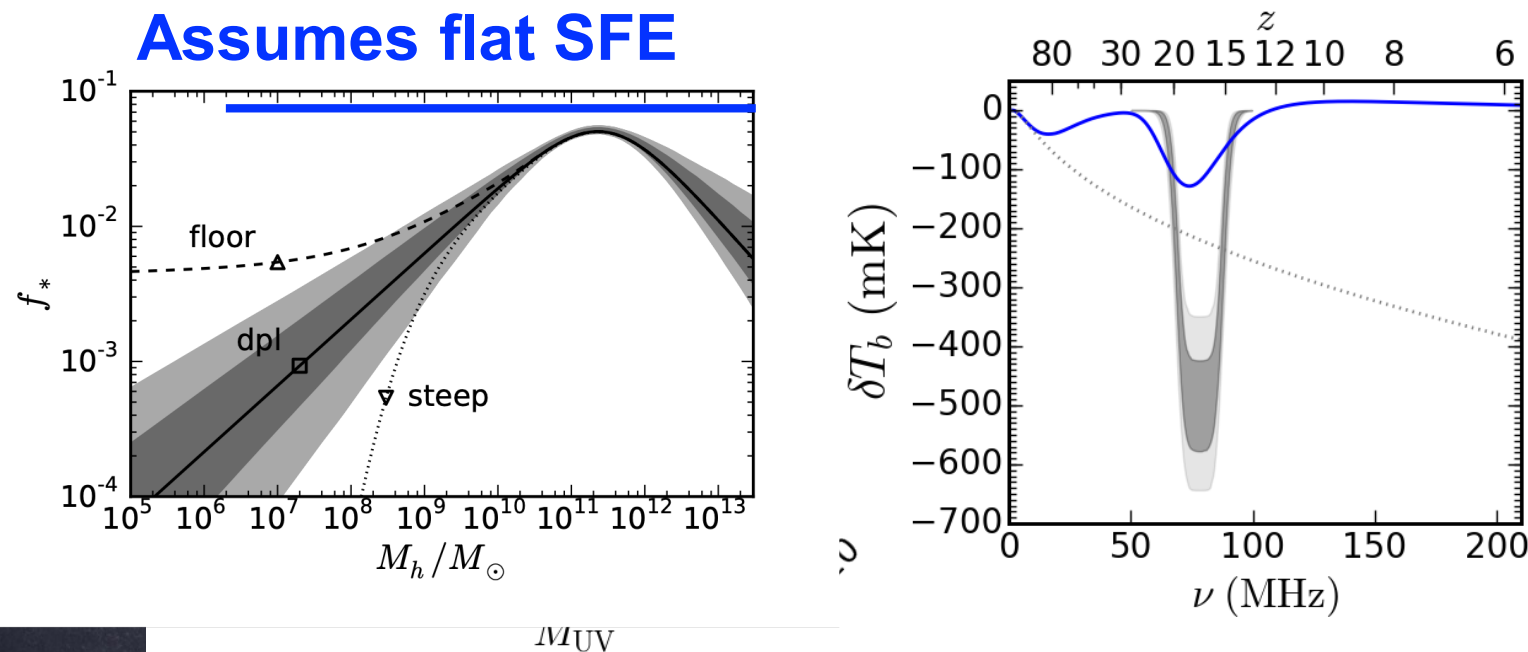 Assumes flat SFE
10^-1
10^-2
10^-3
10^-4
f_*
floor
dpl
steep
10^5 10^6 10^7 10^8 10^9 10^10 10^11 10^12 10^13
M_h/M_⊙
M_UV
z
80 30 20 15 12 10 8 6
0
−100
−200
−300
−400
−500
−600
−700
δT_b (mK)
0 50 100 150 200
ν (MHz)